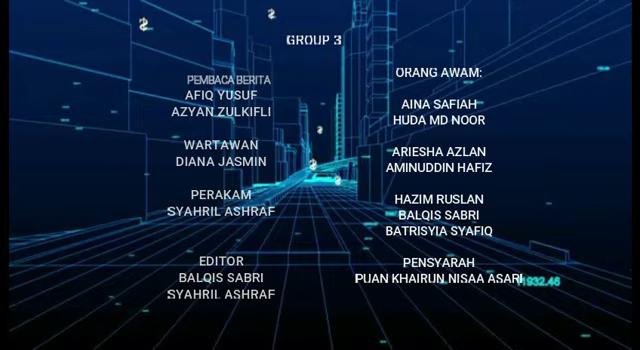 GROUP 3
PEMBACA BERITA
AFIQ YUSUF
AZYAN ZULKIFLI
WARTAWAN
DIANA JASMIN
PERAKAM
SYAHRIL ASHRAF
EDITOR
BALQIS SABRI
SYAHRIL ASHRAF
ORANG AWAM:
AINA SAFIAH
HUDA MD NOOR
ARIESHA AZLAN
AMINUDDIN HAFIZ
HAZIM RUSLAN
BALQIS SABRI
BATRISYIA SYAFIQ
PENSYARAH
PUAN KHAIRUN NISAA ASARI
11932.46